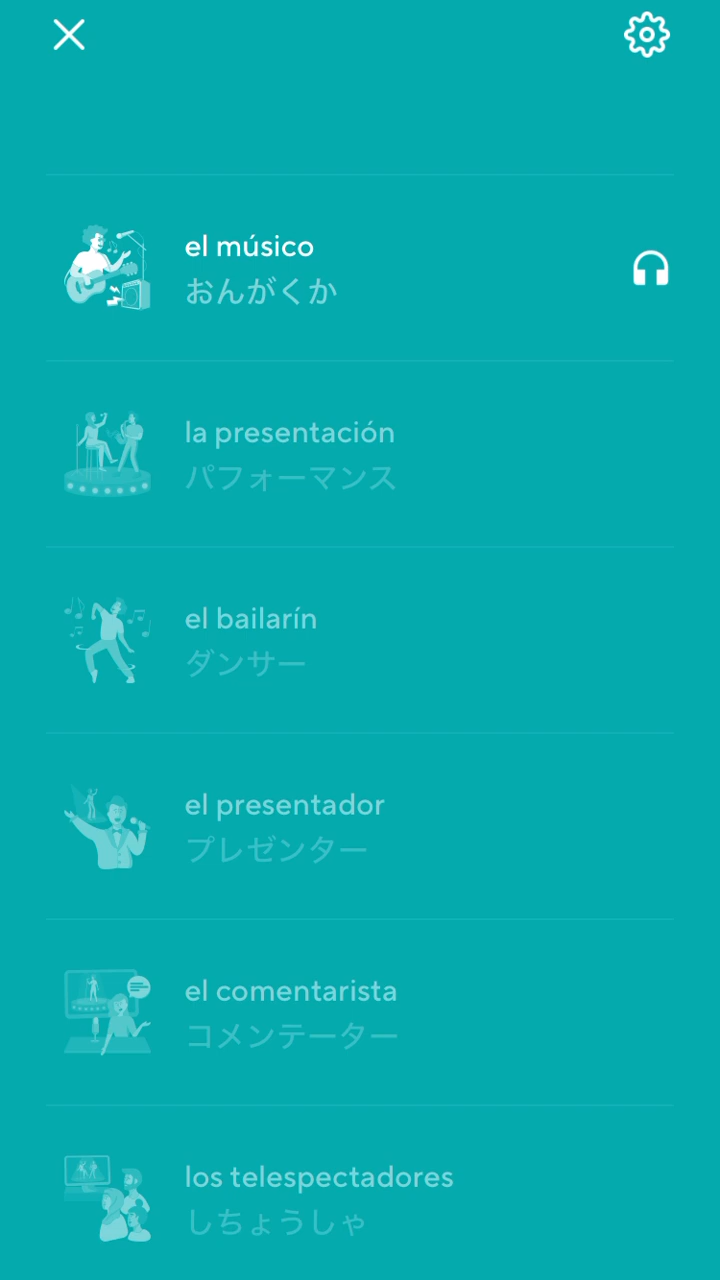 el músico
おんがくか
la presentación
パフォーマンス
el bailarín
ダンサー
el presentador
プレゼンター
el comentarista
コメンテーター
los telespectadores
しちょうしゃ